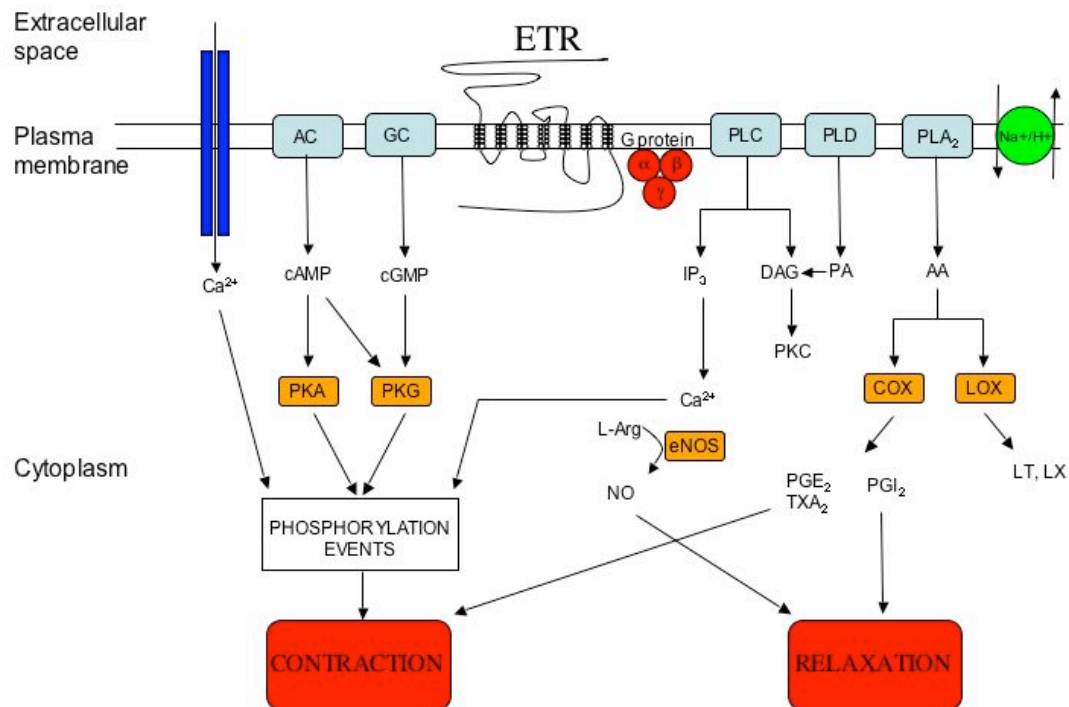 Extracellular
space
ETR
Plasma
membrane
AC
GC
G protein
α
β
γ
PLC
PLD
PLA₂
Na+/H+
Ca²⁺
cAMP
cGMP
IP₃
DAG
PA
AA
PKC
PKA
PKG
Ca²⁺
COX
LOX
L-Arg
eNOS
Cytoplasm
NO
PGE₂
TXA₂
PGI₂
LT, LX
PHOSPHORYLATION
EVENTS
CONTRACTION
RELAXATION